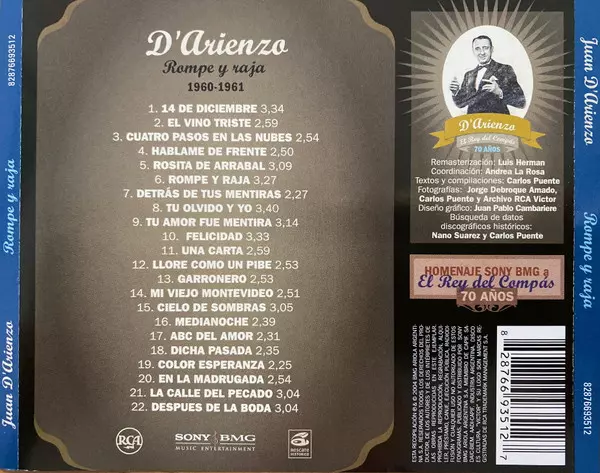 82876693512
Rompe y raja
Juan D'Arienzo
D'Arienzo
Rompe y raja
1960-1961
1. 14 DE DICIEMBRE 3,34
2. EL VINO TRISTE 2,59
3. CUATRO PASOS EN LAS NUBES 2,54
4. HABLAME DE FRENTE 2,50
5. ROSITA DE ARRABAL 3,09
6. ROMPE Y RAJA 3,27
7. DETRÁS DE TUS MENTIRAS 2,27
8. TU OLVIDO Y YO 3,40
9. TU AMOR FUE MENTIRA 3,14
10. FELICIDAD 3,33
11. UNA CARTA 2,59
12. LLORE COMO UN PIBE 2,53
13. GARRONERO 2,53
14. MI VIEJO MONTEVIDEO 2,51
15. CIELO DE SOMBRAS 3,05
16. MEDIANOCHE 2,39
17. ABC DEL AMOR 2,31
18. DICHA PASADA 2,35
19. COLOR ESPERANZA 2,25
20. EN LA MADRUGADA 2,54
21. LA CALLE DEL PECADO 3,04
22. DESPUES DE LA BODA 3,04
RCA
SONY BMG
MUSIC ENTERTAINMENT
RESCATE
HISTORICO
D'Arienzo
El Rey del Compás
70 AÑOS
Remasterización: Luis Herman
Coordinación: Andrea La Rosa
Textos y compilaciones: Carlos Puente
Fotografías: Jorge Debroque Amado,
Carlos Puente y Archivo RCA Victor
Diseño gráfico: Juan Pablo Cambariere
Búsqueda de datos
discográficos históricos:
Nano Suarez y Carlos Puente
HOMENAJE SONY BMG a
El Rey del Compás
70 AÑOS
8 28766 93512 7
Juan D'Arienzo
Rompe y raja
82876693512